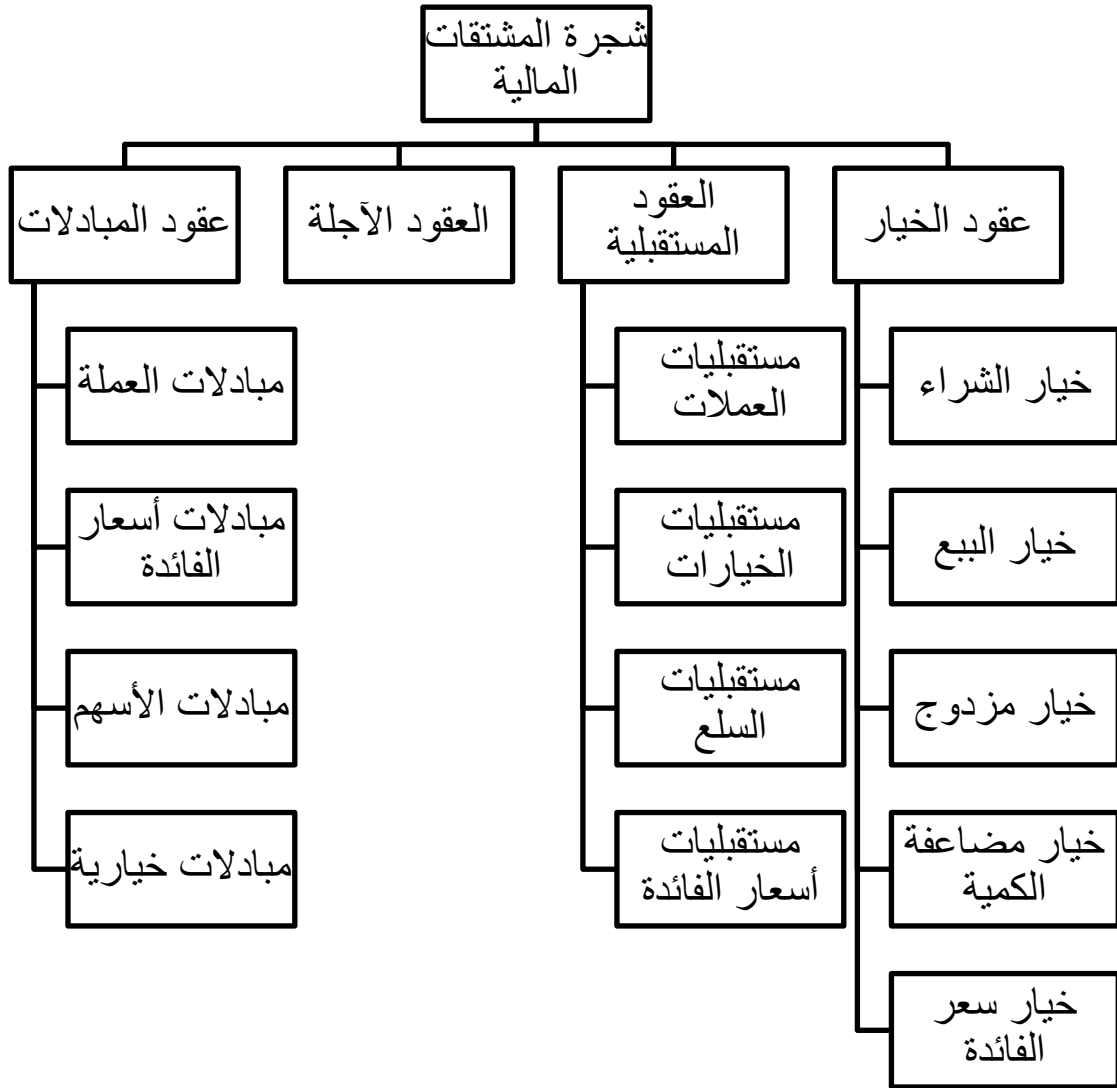 شجرة المشتقات
المالية
عقود الخيار
العقود
المستقبلية
العقود الآجلة
عقود المبادلات
خيار الشراء
خيار البيع
خيار مزدوج
خيار مضاعفة
الكمية
خيار سعر
الفائدة
مستقبليات
العملات
مستقبليات
الخيارات
مستقبليات
السلع
مستقبليات
أسعار الفائدة
مبادلات العملة
مبادلات أسعار
الفائدة
مبادلات الأسهم
مبادلات خيارية